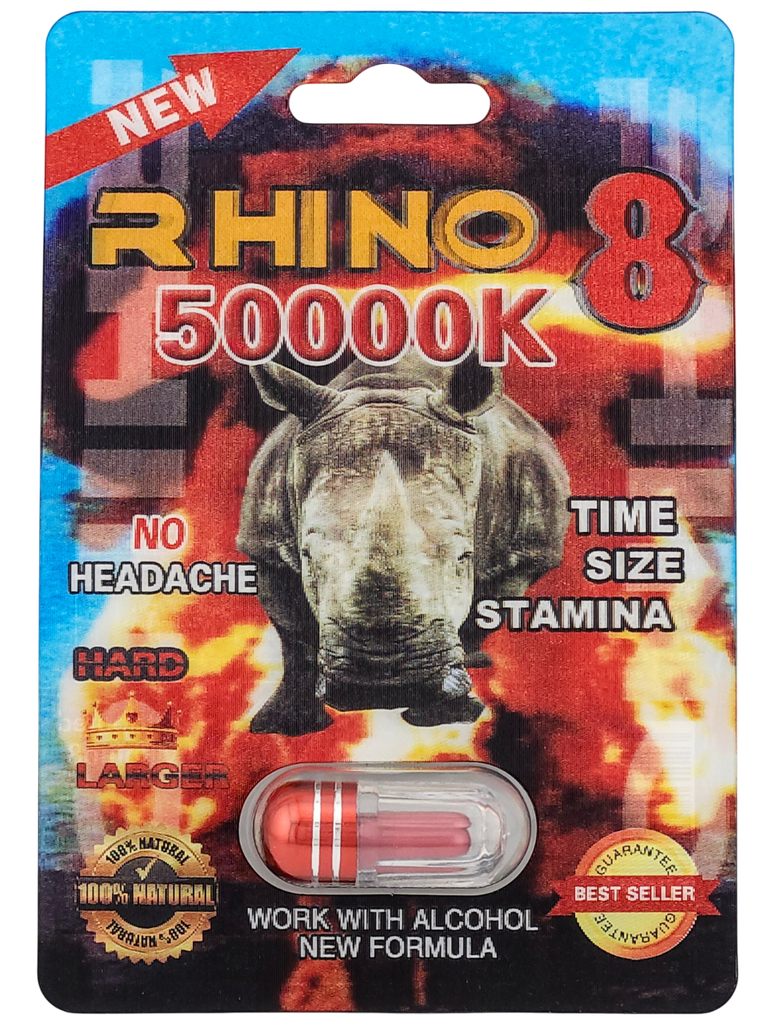 NEW
RHINO 8
50000K
NO
HEADACHE
TIME
SIZE
STAMINA
HARD
LARGER
100% NATURAL
100% NATURAL
100% NATURAL
GUARANTEE
BEST SELLER
GUARANTEE
WORK WITH ALCOHOL
NEW FORMULA